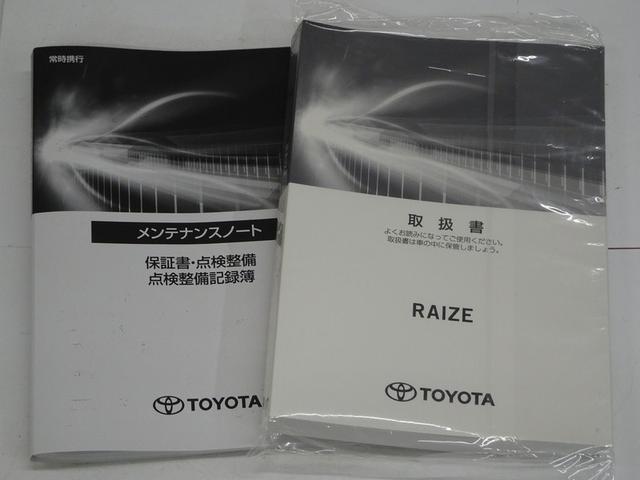 常時携行
メンテナンスノート
保証書・点検整備
点検整備記録簿
TOYOTA
取扱書
よくお読みになってご使用ください。
取扱書は車の中に保管しましょう。
RAIZE
TOYOTA